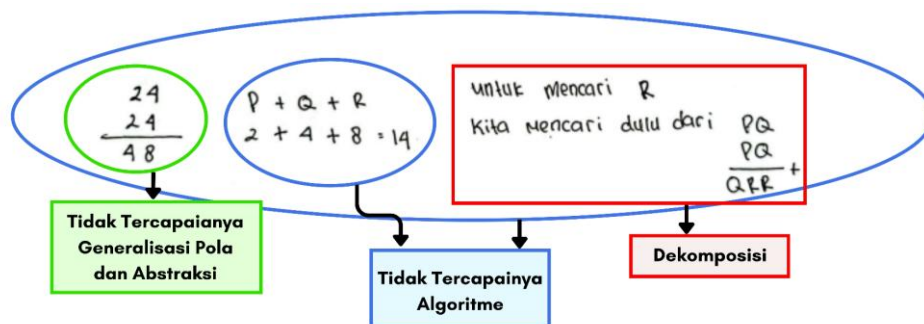 24
24
48
P + Q + R
2 + 4 + 8 = 14
untuk mencari R
Kita Mencari dulu dari PQ
PQ
QRR +
Tidak Tercapaianya
Generalisasi Pola
dan Abstraksi
Tidak Tercapainya
Algoritme
Dekomposisi